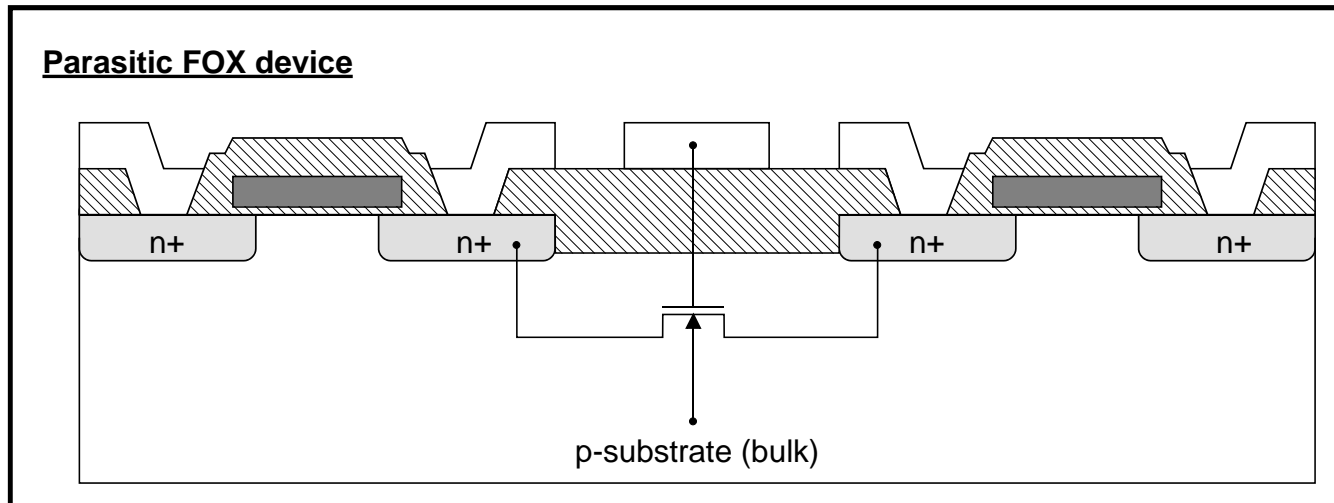 Parasitic FOX device
n+
n+
n+
n+
p-substrate (bulk)